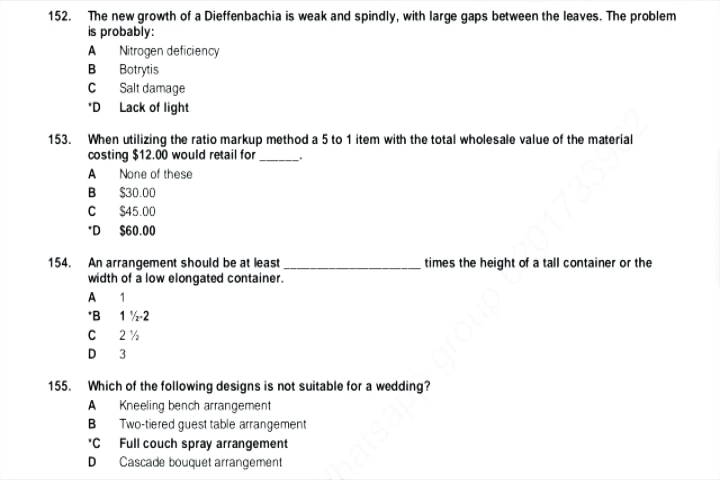 152. The new growth of a Dieffenbachia is weak and spindly, with large gaps between the leaves. The problem
is probably:
A Nitrogen deficiency
B Botrytis
C Salt damage
*D Lack of light
153. When utilizing the ratio markup method a 5 to 1 item with the total wholesale value of the material
costing $12.00 would retail for ______.
A None of these
B $30.00
C $45.00
*D $60.00
154. An arrangement should be at least ____________________ times the height of a tall container or the
width of a low elongated container.
A 1
*B 1 ½-2
C 2 ½
D 3
155. Which of the following designs is not suitable for a wedding?
A Kneeling bench arrangement
B Two-tiered guest table arrangement
*C Full couch spray arrangement
D Cascade bouquet arrangement